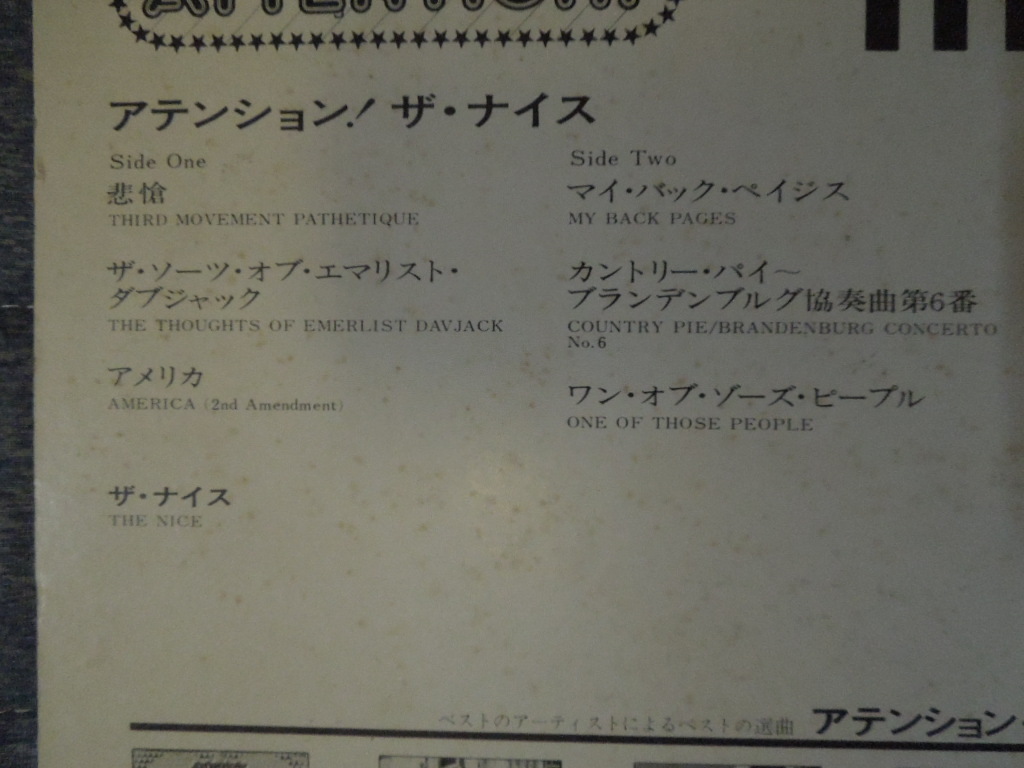 ATTENTION!
アテンション! ザ・ナイス
Side One
悲愴
THIRD MOVEMENT PATHETIQUE
ザ・ソーツ・オブ・エマリスト・
ダブジャック
THE THOUGHTS OF EMERLIST DAVJACK
アメリカ
AMERICA (2nd Amendment)
ザ・ナイス
THE NICE
Side Two
マイ・バック・ペイジス
MY BACK PAGES
カントリー・パイ〜
ブランデンブルグ協奏曲第6番
COUNTRY PIE/BRANDENBURG CONCERTO
No.6
ワン・オブ・ゾーズ・ピープル
ONE OF THOSE PEOPLE
ベストのアーティストによるベストの選曲 アテンション